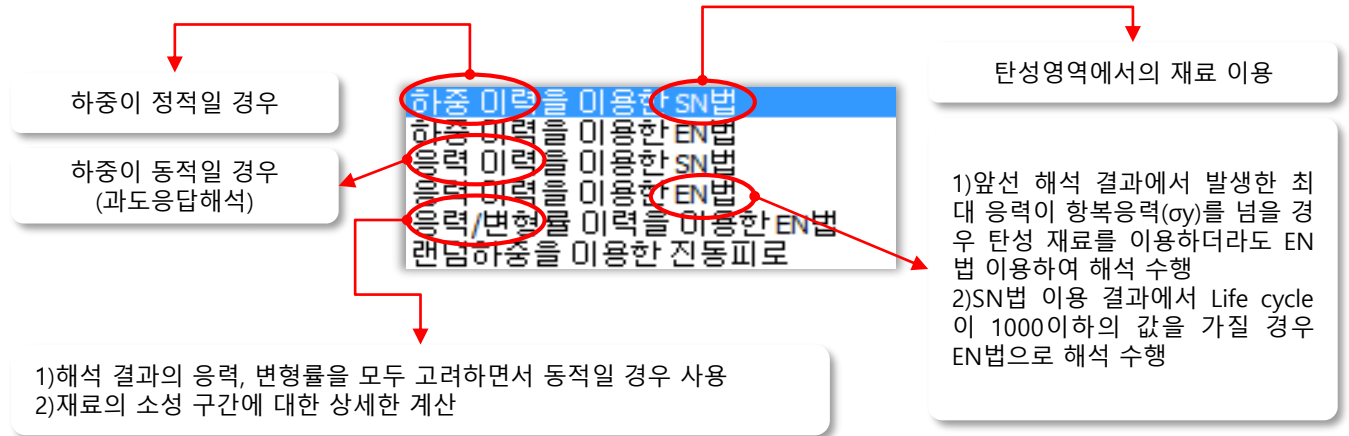 하중이 정적일 경우
하중이 동적일 경우
(과도응답해석)
하중 이력을 이용한 SN법
하중 이력을 이용한 EN법
응력 이력을 이용한 SN법
응력 이력을 이용한 EN법
응력/변형률 이력을 이용한 EN법
랜덤하중을 이용한 진동피로
탄성영역에서의 재료 이용
1)앞선 해석 결과에서 발생한 최
대 응력이 항복응력(σy)를 넘을 경
우 탄성 재료를 이용하더라도 EN
법 이용하여 해석 수행
2)SN법 이용 결과에서 Life cycle
이 1000이하의 값을 가질 경우
EN법으로 해석 수행
1)해석 결과의 응력, 변형률을 모두 고려하면서 동적일 경우 사용
2)재료의 소성 구간에 대한 상세한 계산